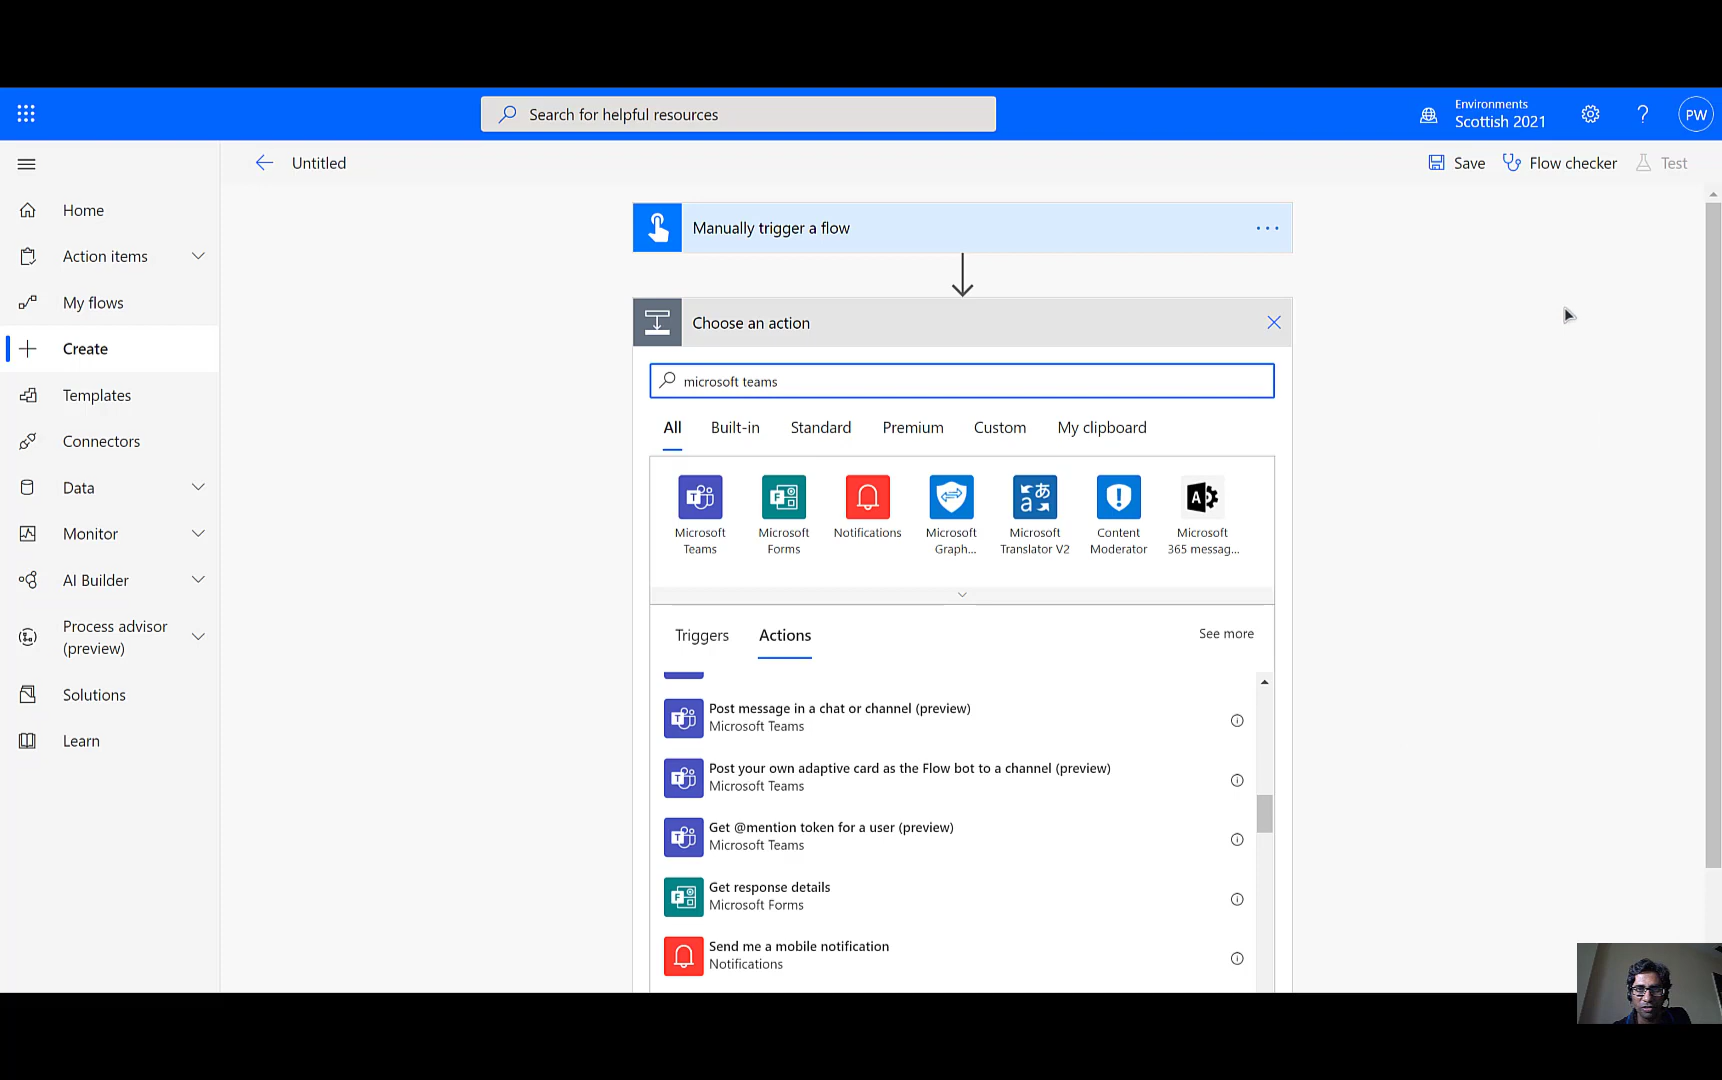 Search for helpful resources
Environments
Scottish 2021
?
PW
Untitled
Save
Flow checker
Test
Home
Action items
My flows
Create
Templates
Connectors
Data
Monitor
AI Builder
Process advisor
(preview)
Solutions
Learn
Manually trigger a flow
Choose an action
microsoft teams
All
Built-in
Standard
Premium
Custom
My clipboard
Microsoft
Teams
Microsoft
Forms
Notifications
Microsoft
Graph...
Microsoft
Translator V2
Content
Moderator
Microsoft
365 messag...
Triggers
Actions
See more
Post message in a chat or channel (preview)
Microsoft Teams
Post your own adaptive card as the Flow bot to a channel (preview)
Microsoft Teams
Get @mention token for a user (preview)
Microsoft Teams
Get response details
Microsoft Forms
Send me a mobile notification
Notifications